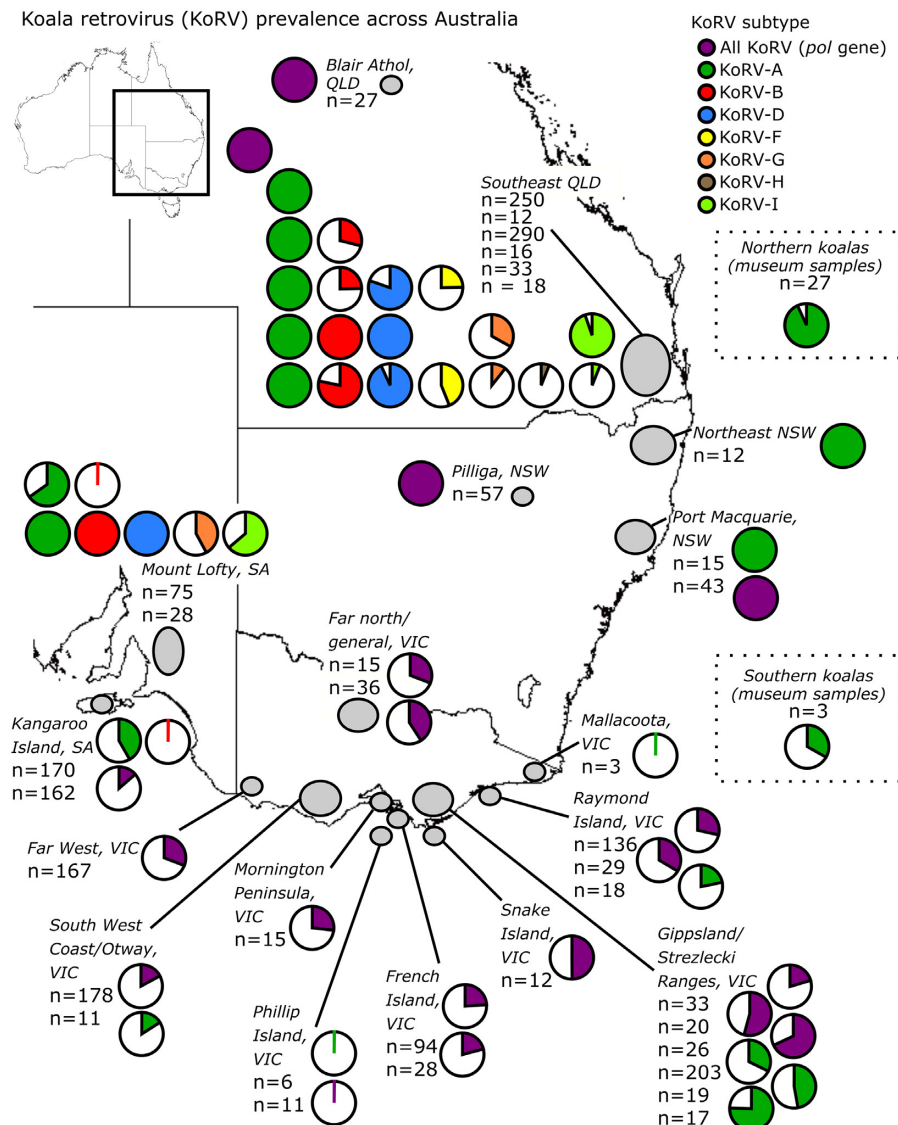 Koala retrovirus (KoRV) prevalence across Australia
KoRV subtype
All KoRV (pol gene)
KoRV-A
KoRV-B
KoRV-D
KoRV-F
KoRV-G
KoRV-H
KoRV-I
Blair Athol,
QLD
n=27
Southeast QLD
n=250
n=12
n=290
n=16
n=33
n = 18
Northern koalas
(museum samples)
n=27
Northeast NSW
n=12
Pilliga, NSW
n=57
Port Macquarie,
NSW
n=15
n=43
Mount Lofty, SA
n=75
n=28
Far north/
general, VIC
n=15
n=36
Southern koalas
(museum samples)
n=3
Kangaroo
Island, SA
n=170
n=162
Mallacoota,
VIC
n=3
Raymond
Island, VIC
n=136
n=29
n=18
Far West, VIC
n=167
Mornington
Peninsula,
VIC
n=15
South West
Coast/Otway,
VIC
n=178
n=11
Snake
Island,
VIC
n=12
Gippsland/
Strezlecki
Ranges, VIC
n=33
n=20
n=26
n=203
n=19
n=17
French
Island,
VIC
n=94
n=28
Phillip
Island,
VIC
n=6
n=11